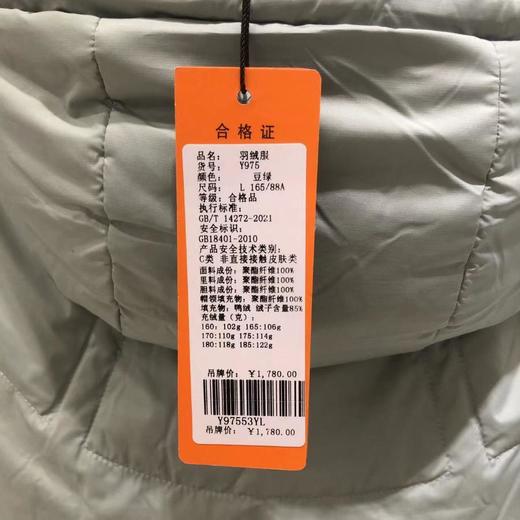 合格证
品名: 羽绒服
货号: Y975
颜色: 豆绿
尺码: L 165/88A
等级: 合格品
执行标准:
GB/T 14272-2021
安全标识:
GB18401-2010
产品安全技术类别:
C类 非直接接触皮肤类
面料成份: 聚酯纤维100%
里料成份: 聚酯纤维100%
胆料成份: 聚酯纤维100%
帽领填充物: 聚酯纤维100%
填充物: 鸭绒 绒子含量85%
充绒量(克):
160: 102g 165:106g
170:110g 175:114g
180:118g 185:122g
吊牌价: ¥1,780.00
Y97553YL
吊牌价: ¥1,780.00